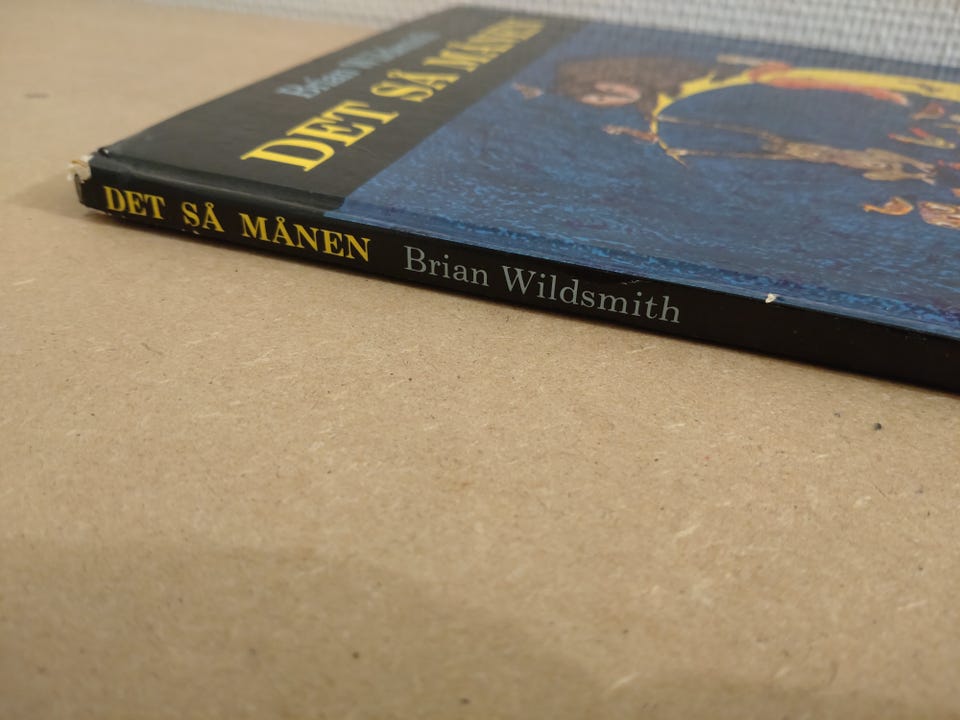 Brian Wildsmith
DET SÅ MÅNEN
DET SÅ MÅNEN Brian Wildsmith